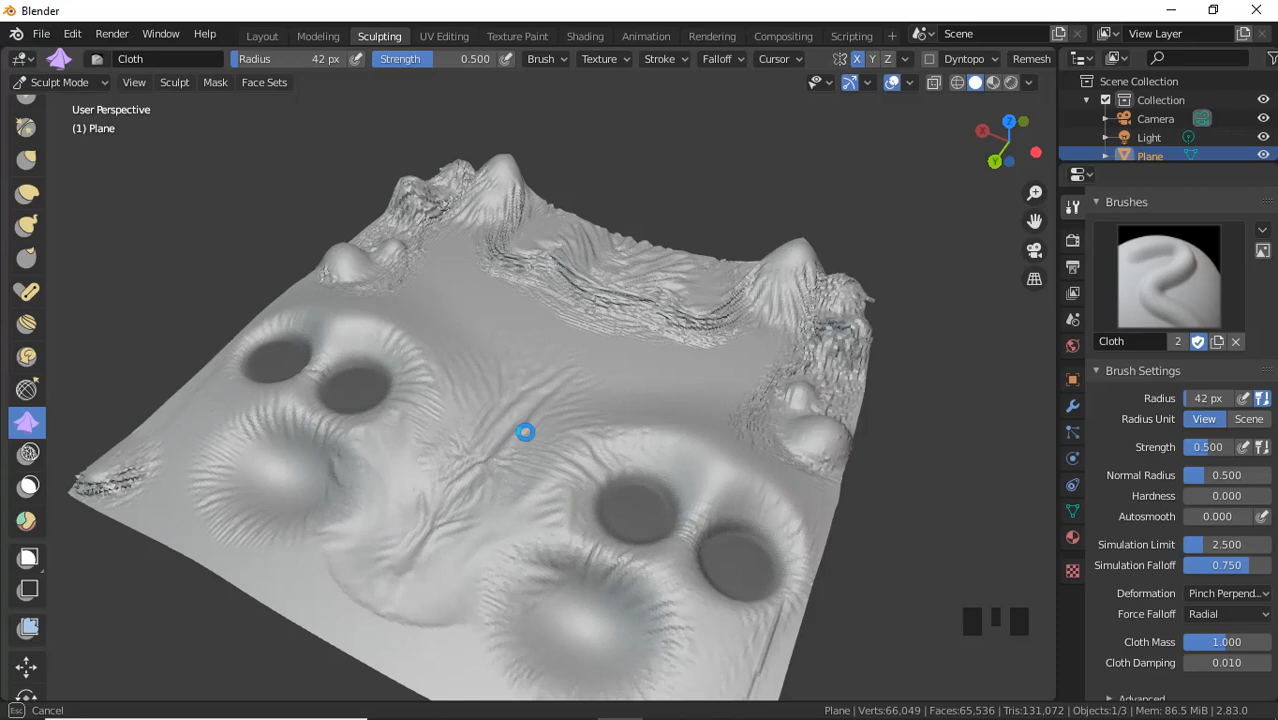 Blender
File Edit Render Window Help Layout Modeling Sculpting UV Editing Texture Paint Shading Animation Rendering Compositing Scripting + Scene View Layer
Cloth Radius 42 px Strength 0.500 Brush Texture Stroke Falloff Cursor X Y Z Dyntopo Remesh
Sculpt Mode View Sculpt Mask Face Sets
Scene Collection
Collection
Camera
Light
Plane
User Perspective
(1) Plane
Z
X
Y
Brushes
Cloth 2
Brush Settings
Radius 42 px
Radius Unit View Scene
Strength 0.500
Normal Radius 0.500
Hardness 0.000
Autosmooth 0.000
Simulation Limit 2.500
Simulation Falloff 0.750
Deformation Pinch Perpend...
Force Falloff Radial
Cloth Mass 1.000
Cloth Damping 0.010
Advanced
Esc Cancel
Plane | Verts:66,049 | Faces:65,536 | Tris:131,072 | Objects:1/3 | Mem: 86.5 MiB | 2.83.0